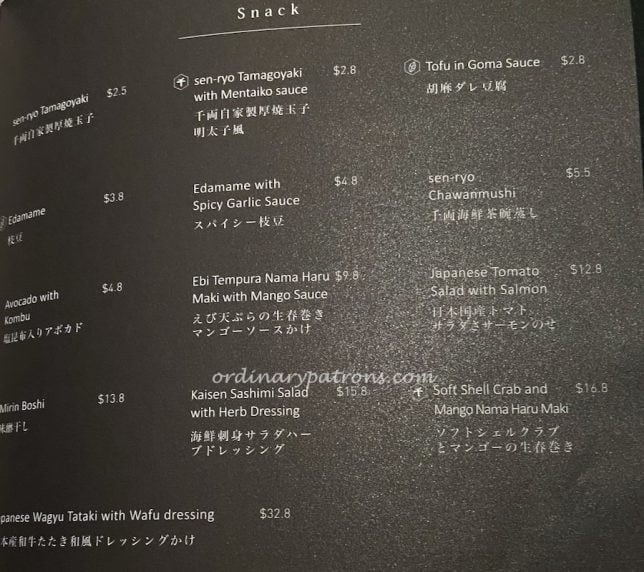 Snack
sen-ryo Tamagoyaki $2.5
千両自家製厚焼玉子
sen-ryo Tamagoyaki $2.8
with Mentaiko sauce
千両自家製厚焼玉子
明太子風
Tofu in Goma Sauce $2.8
胡麻ダレ豆腐
Edamame $3.8
枝豆
Edamame with $4.8
Spicy Garlic Sauce
スパイシー枝豆
sen-ryo $5.5
Chawanmushi
千両海鮮茶碗蒸し
Avocado with $4.8
Kombu
塩昆布入りアボカド
Ebi Tempura Nama Haru $9.8
Maki with Mango Sauce
えび天ぷらの生春巻き
マンゴーソースかけ
Japanese Tomato $12.8
Salad with Salmon
日本国産トマト
サラダさサーモンのせ
ordinarypatrons.com
Mirin Boshi $13.8
味醂干し
Kaisen Sashimi Salad $15.8
with Herb Dressing
海鮮刺身サラダハー
ブドレッシング
Soft Shell Crab and $16.8
Mango Nama Haru Maki
ソフトシェルクラブ
とマンゴーの生春巻き
panese Wagyu Tataki with Wafu dressing $32.8
本産和牛たたき和風ドレッシングかけ